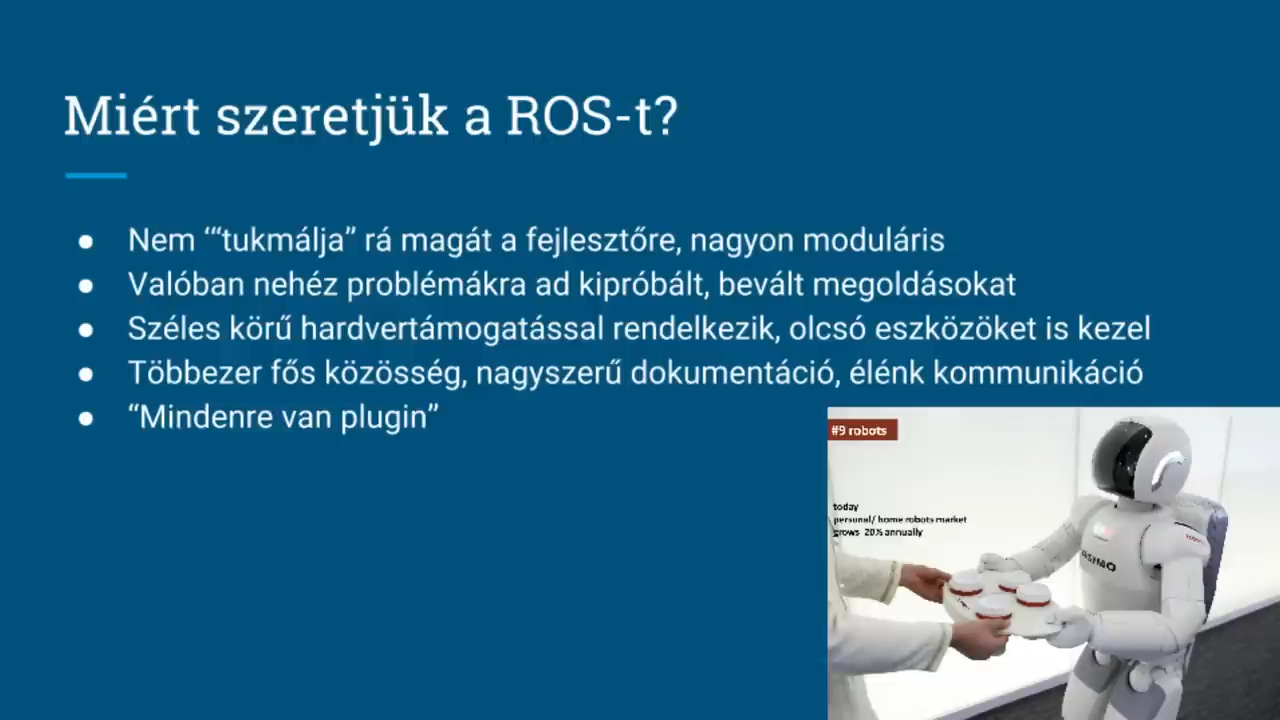 Miért szeretjük a ROS-t?
● Nem “‘tukmálja” rá magát a fejlesztőre, nagyon moduláris
● Valóban nehéz problémákra ad kipróbált, bevált megoldásokat
● Széles körű hardvertámogatással rendelkezik, olcsó eszközöket is kezel
● Többezer fős közösség, nagyszerű dokumentáció, élénk kommunikáció
● “Mindenre van plugin”
#9 robots
today
personal/ home robots market
grows 20% annually
ASIMO